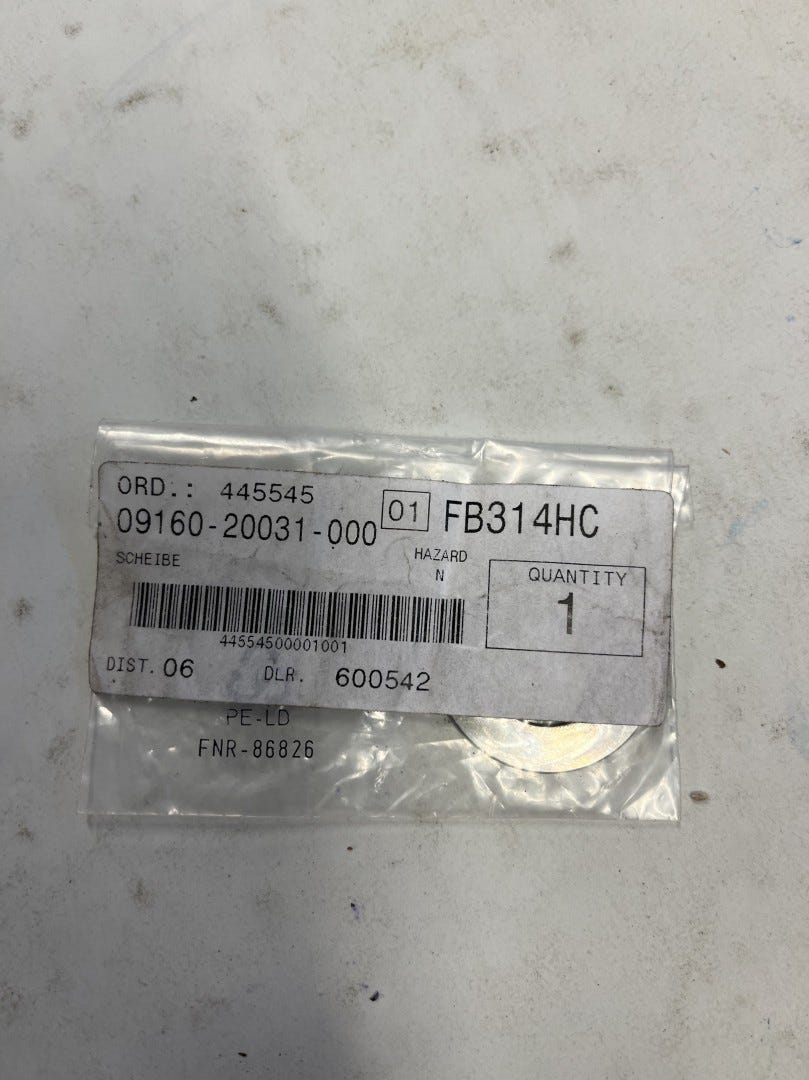 ORD.: 445545
09160-20031-000 01 FB314HC
SCHEIBE HAZARD
N
QUANTITY
1
44554500001001
DIST. 06 DLR. 600542
PE-LD
FNR-86826